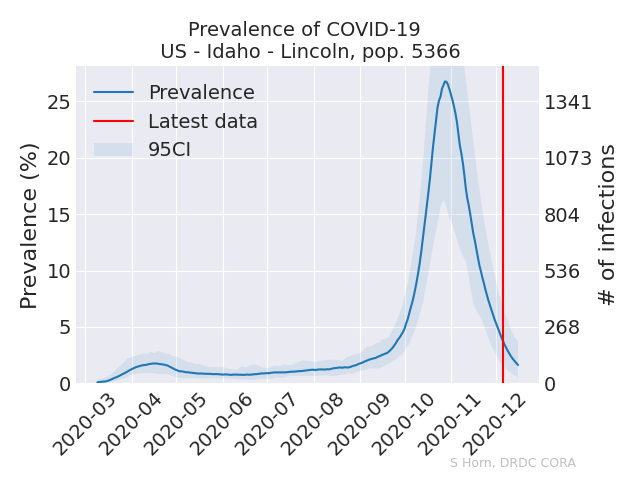 Prevalence of COVID-19
US - Idaho - Lincoln, pop. 5366
Prevalence
Latest data
95CI
Prevalence (%)
25
20
15
10
5
0
1341
1073
804
536
268
0
# of infections
2020-03
2020-04
2020-05
2020-06
2020-07
2020-08
2020-09
2020-10
2020-11
2020-12
S Horn, DRDC CORA